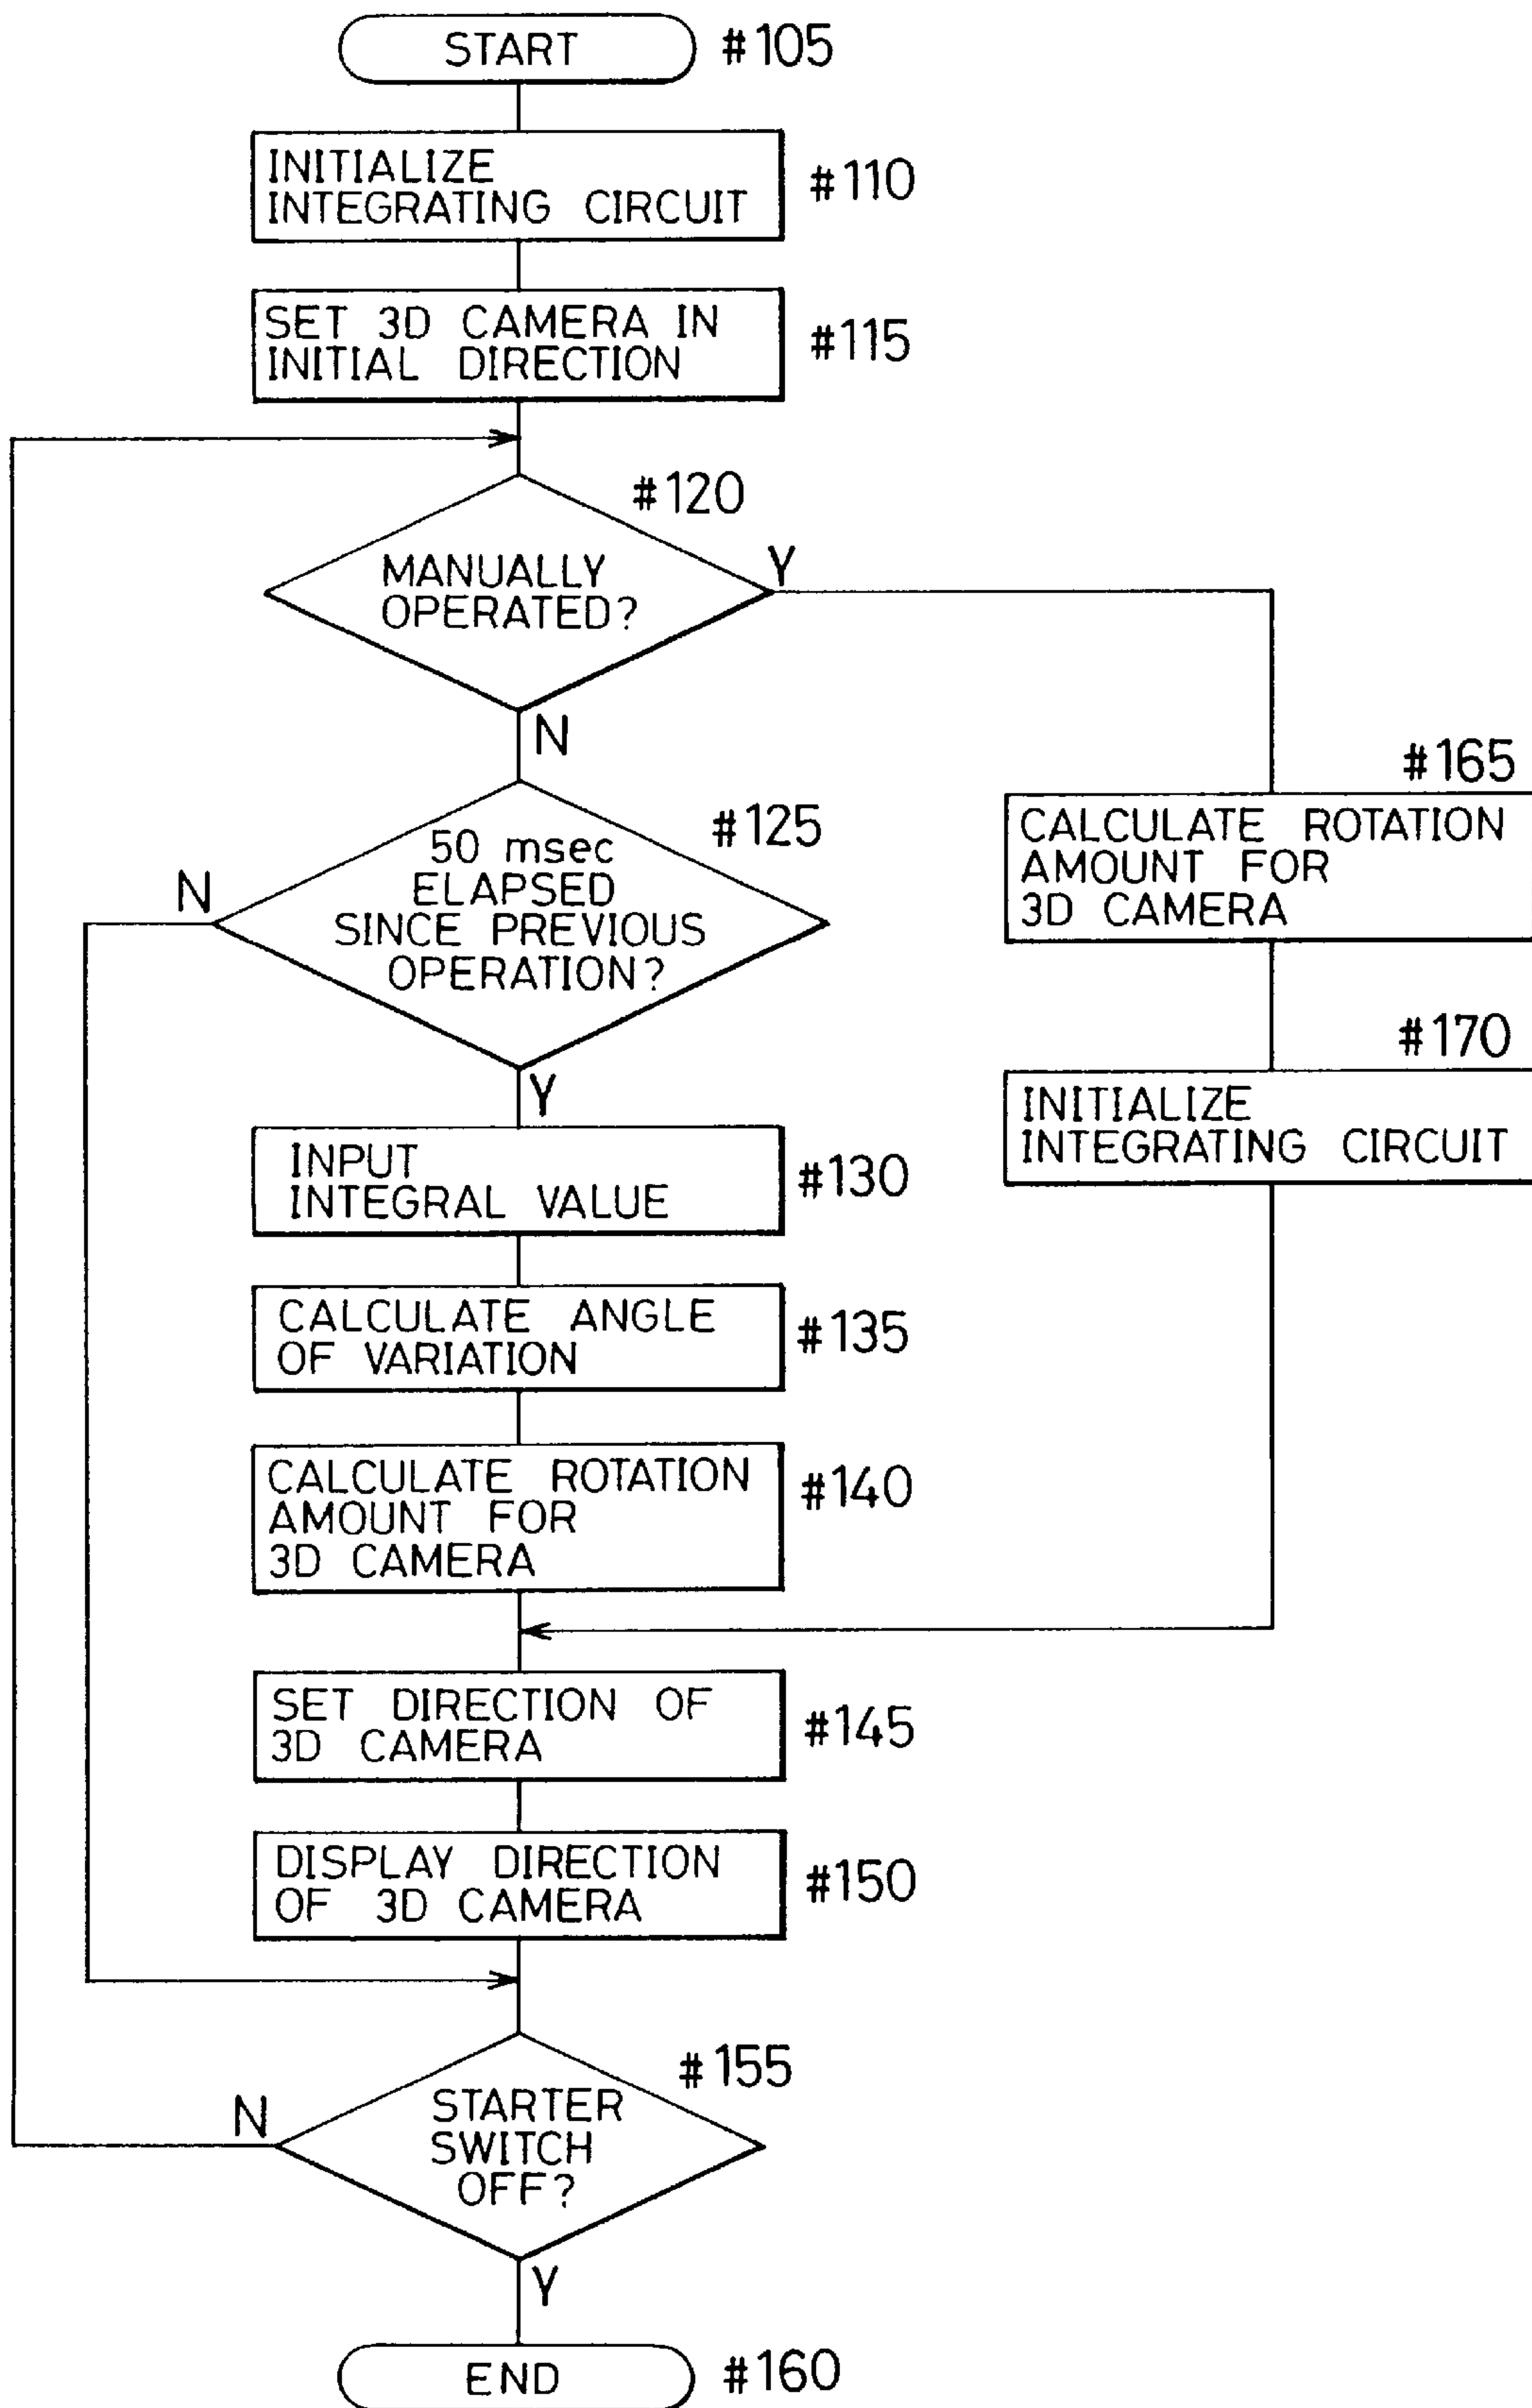 START
#105
INITIALIZE
INTEGRATING CIRCUIT
#110
SET 3D CAMERA IN
INITIAL DIRECTION
#115
#120
MANUALLY
OPERATED?
Y
N
#125
50 msec
ELAPSED
SINCE PREVIOUS
OPERATION?
N
Y
#165
CALCULATE ROTATION
AMOUNT FOR
3D CAMERA
#170
INITIALIZE
INTEGRATING CIRCUIT
INPUT
INTEGRAL VALUE
#130
CALCULATE ANGLE
OF VARIATION
#135
CALCULATE ROTATION
AMOUNT FOR
3D CAMERA
#140
SET DIRECTION OF
3D CAMERA
#145
DISPLAY DIRECTION
OF 3D CAMERA
#150
#155
STARTER
SWITCH
OFF?
N
Y
END
#160